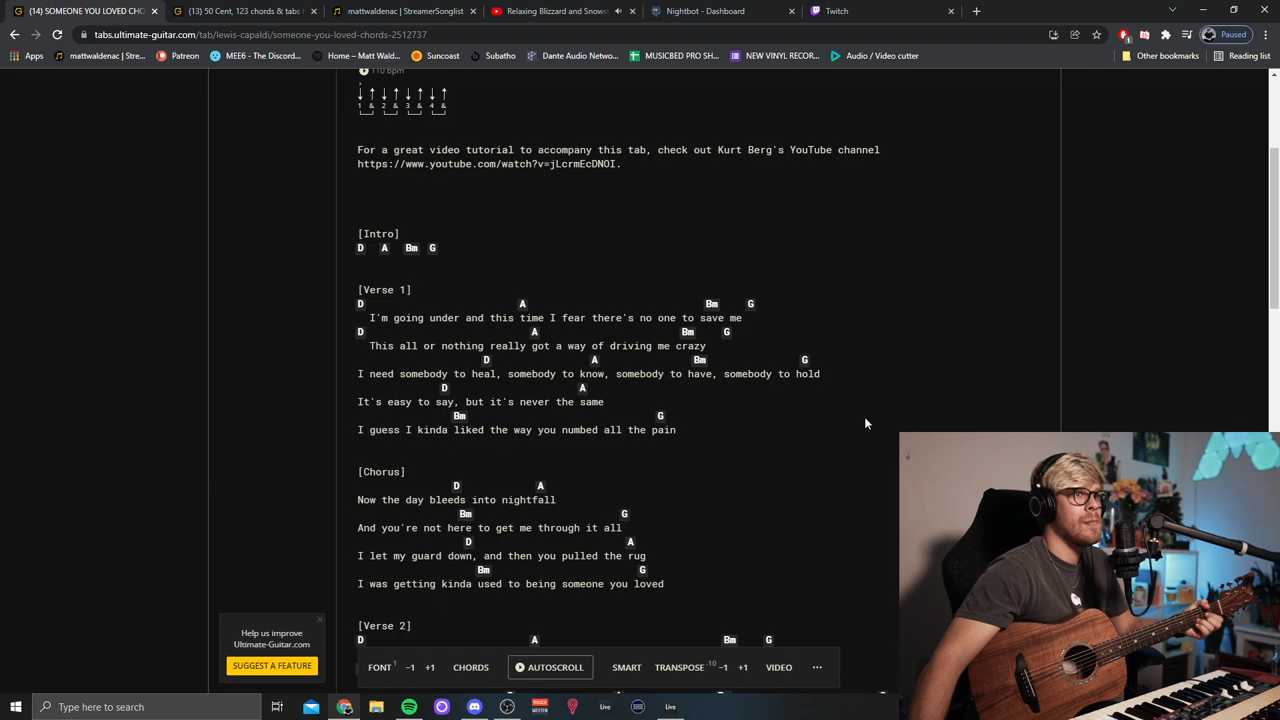 (14) SOMEONE YOU LOVED CHO
(13) 50 Cent, 123 chords & tabs
mattwaldenac | StreamerSonglist
Relaxing Blizzard and Snows
Nightbot - Dashboard
Twitch
tabs.ultimate-guitar.com/tab/lewis-capaldi/someone-you-loved-chords-2512737
Paused
Apps
mattwaldenac | Stre...
Patreon
MEE6 - The Discord...
Home - Matt Wald...
Suncoast
Subatho
Dante Audio Netwo...
MUSICBED PRO SH...
NEW VINYL RECOR...
Audio / Video cutter
Other bookmarks
Reading list
110 bpm
1 & 2 & 3 & 4 &
For a great video tutorial to accompany this tab, check out Kurt Berg's YouTube channel
https://www.youtube.com/watch?v=jLcrmEcDNOI.
[Intro]
D A Bm G
[Verse 1]
D A Bm G
I'm going under and this time I fear there's no one to save me
D A Bm G
This all or nothing really got a way of driving me crazy
D A Bm G
I need somebody to heal, somebody to know, somebody to have, somebody to hold
D A
It's easy to say, but it's never the same
Bm G
I guess I kinda liked the way you numbed all the pain
[Chorus]
D A
Now the day bleeds into nightfall
Bm G
And you're not here to get me through it all
D A
I let my guard down, and then you pulled the rug
Bm G
I was getting kinda used to being someone you loved
[Verse 2]
D A Bm G
Help us improve
Ultimate-Guitar.com
SUGGEST A FEATURE
FONT 1 −1 +1 CHORDS AUTOSCROLL SMART TRANSPOSE -10 −1 +1 VIDEO
Type here to search
VOICE
Live
Live